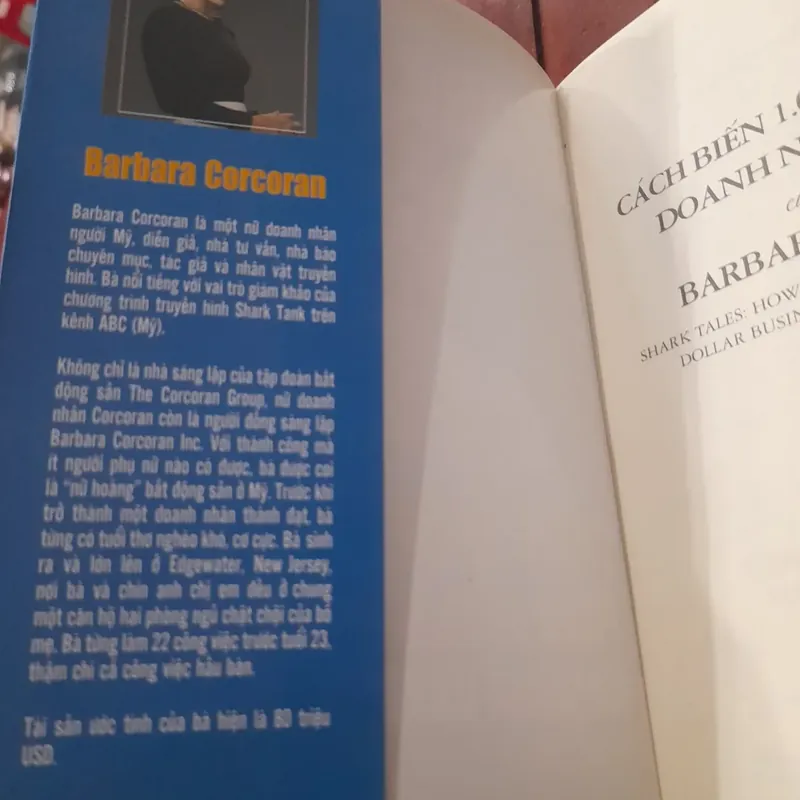 Barbara Corcoran
Barbara Corcoran là một nữ doanh nhân
người Mỹ, diễn giả, nhà tư vấn, nhà báo
chuyên mục, tác giả và nhân vật truyền
hình. Bà nổi tiếng với vai trò giám khảo của
chương trình truyền hình Shark Tank trên
kênh ABC (Mỹ).
Không chỉ là nhà sáng lập của tập đoàn bất
động sản The Corcoran Group, nữ doanh
nhân Corcoran còn là người đồng sáng lập
Barbara Corcoran Inc. Với thành công mà
ít người phụ nữ nào có được, bà được coi
là "nữ hoàng" bất động sản ở Mỹ. Trước khi
trở thành một doanh nhân thành đạt, bà
từng có tuổi thơ nghèo khó, cơ cực. Bà sinh
ra và lớn lên ở Edgewater, New Jersey,
nơi bà và chín anh chị em đều ở chung
một căn hộ hai phòng ngủ chật chội của bố
mẹ. Bà từng làm 22 công việc trước tuổi 23,
thậm chí cả công việc hầu bàn.
Tài sản ước tính của bà hiện là 80 triệu
USD.
CÁCH BIẾN 1.
DOANH N
BARBAR
SHARK TALES: HOW
DOLLAR BUSIN